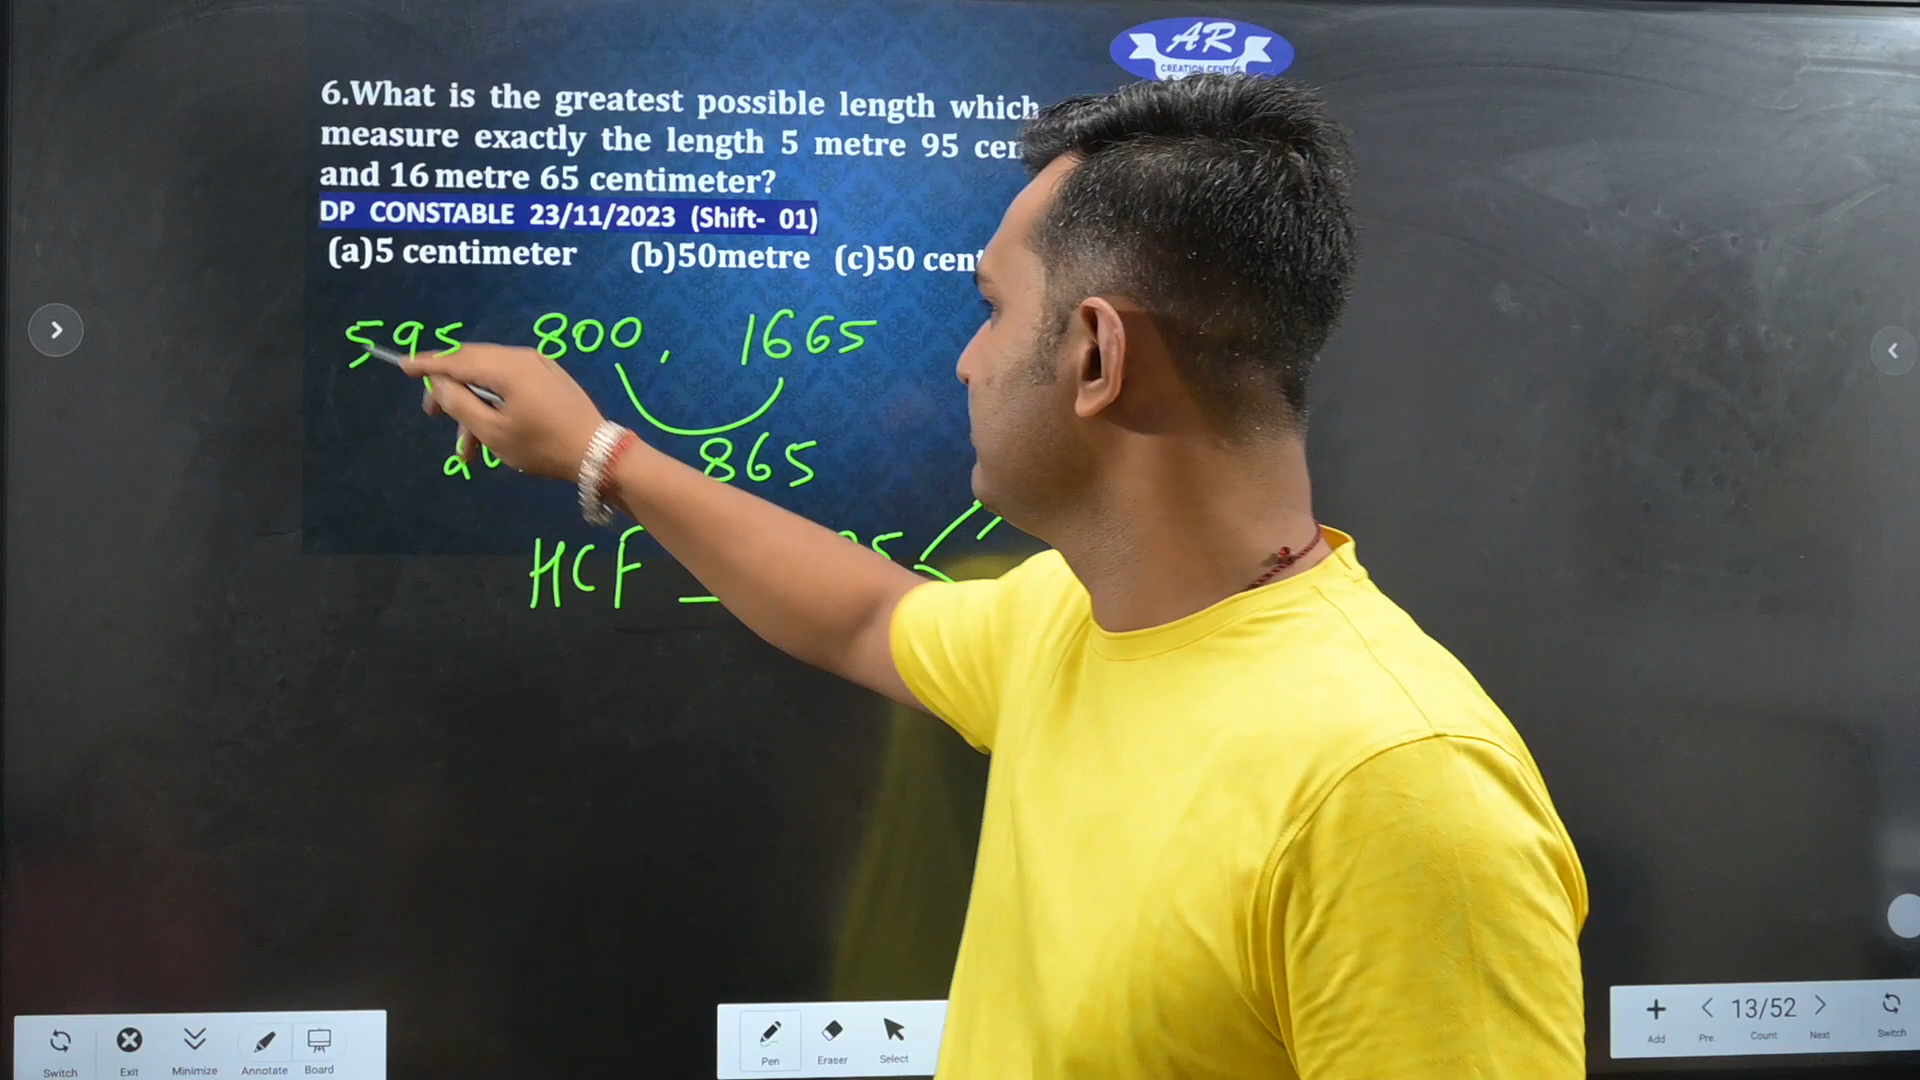 AR
CREATION CENTRE
6.What is the greatest possible length which
measure exactly the length 5 metre 95
and 16 metre 65 centimeter?
DP CONSTABLE 23/11/2023 (Shift- 01)
(a)5 centimeter (b)50metre (c)50
595 800, 1665
865
HCF
Switch Exit Minimize Annotate Board
Pen Eraser Select
13/52
Add Pre. Count Next Switch